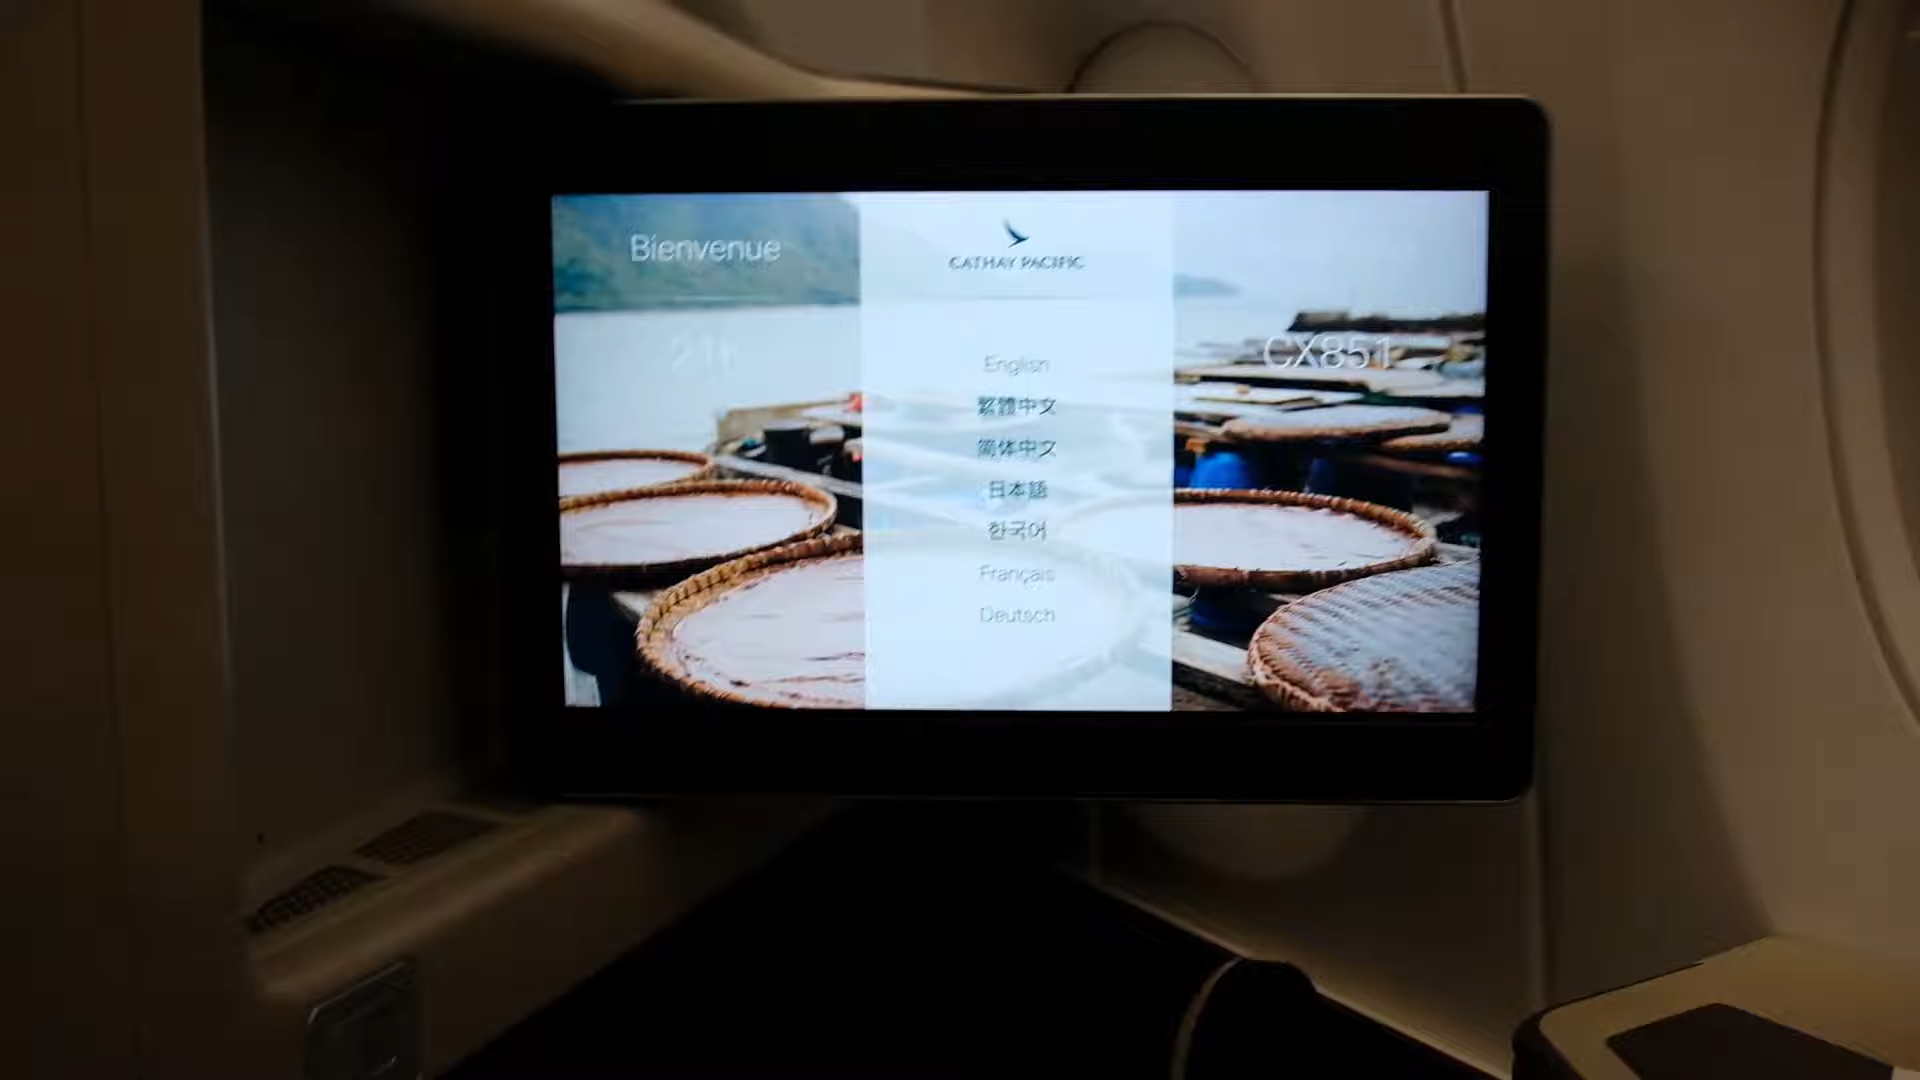 Bienvenue
CATHAY PACIFIC
CX851
English
繁體中文
简体中文
日本語
한국어
Français
Deutsch